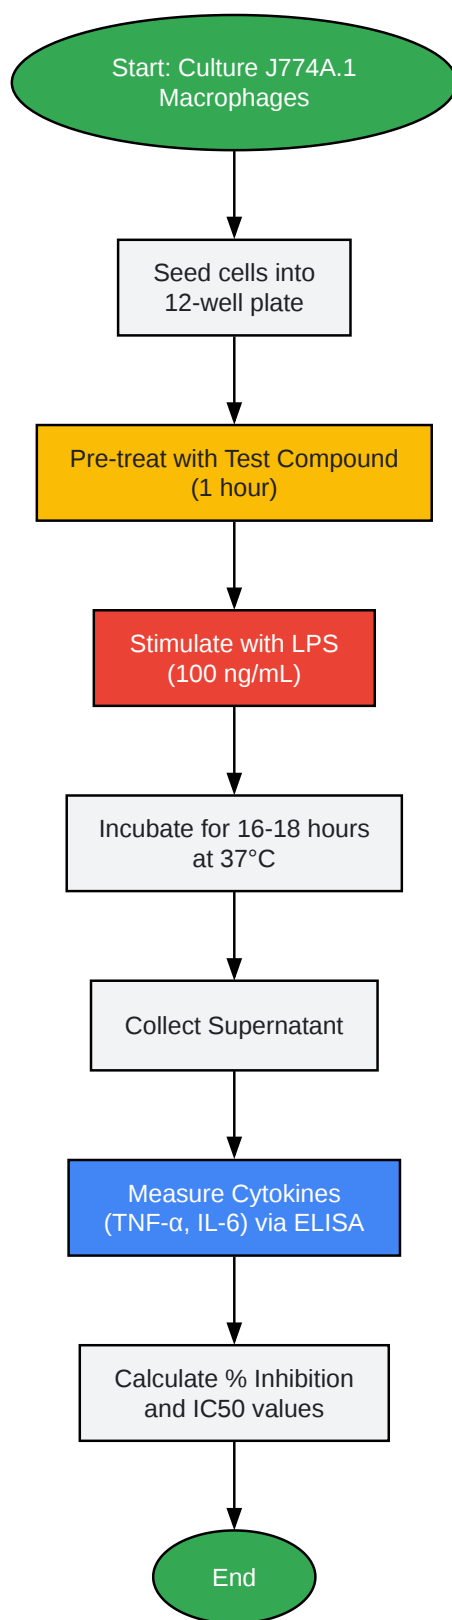 Start: Culture J774A.1
Macrophages
Seed cells into
12-well plate
Pre-treat with Test Compound
(1 hour)
Stimulate with LPS
(100 ng/mL)
Incubate for 16-18 hours
at 37°C
Collect Supernatant
Measure Cytokines
(TNF-α, IL-6) via ELISA
Calculate % Inhibition
and IC50 values
End